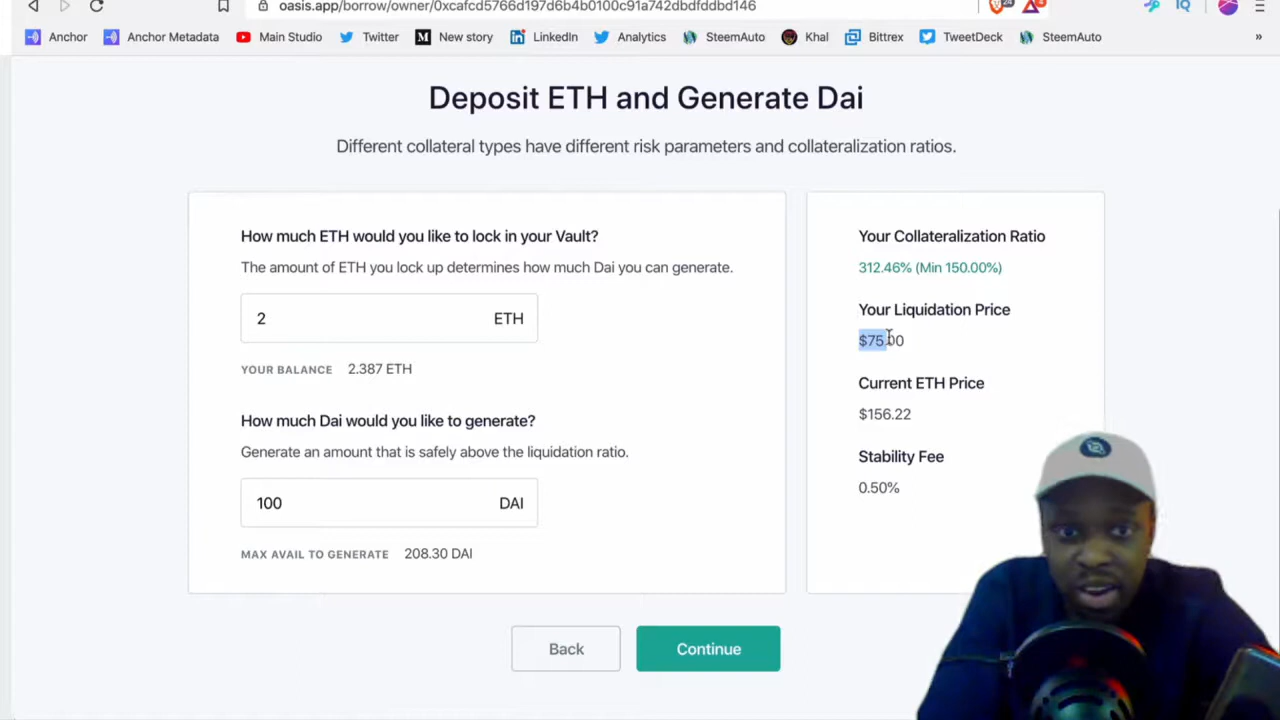 oasis.app/borrow/owner/0xcafcd5766d197d6b4b0100c91a742dbdfddbd146
Anchor Anchor Metadata Main Studio Twitter New story LinkedIn Analytics SteemAuto Khal Bittrex TweetDeck SteemAuto »
Deposit ETH and Generate Dai
Different collateral types have different risk parameters and collateralization ratios.
How much ETH would you like to lock in your Vault?
The amount of ETH you lock up determines how much Dai you can generate.
2 ETH
YOUR BALANCE 2.387 ETH
How much Dai would you like to generate?
Generate an amount that is safely above the liquidation ratio.
100 DAI
MAX AVAIL TO GENERATE 208.30 DAI
Your Collateralization Ratio
312.46% (Min 150.00%)
Your Liquidation Price
$75.00
Current ETH Price
$156.22
Stability Fee
0.50%
Back Continue